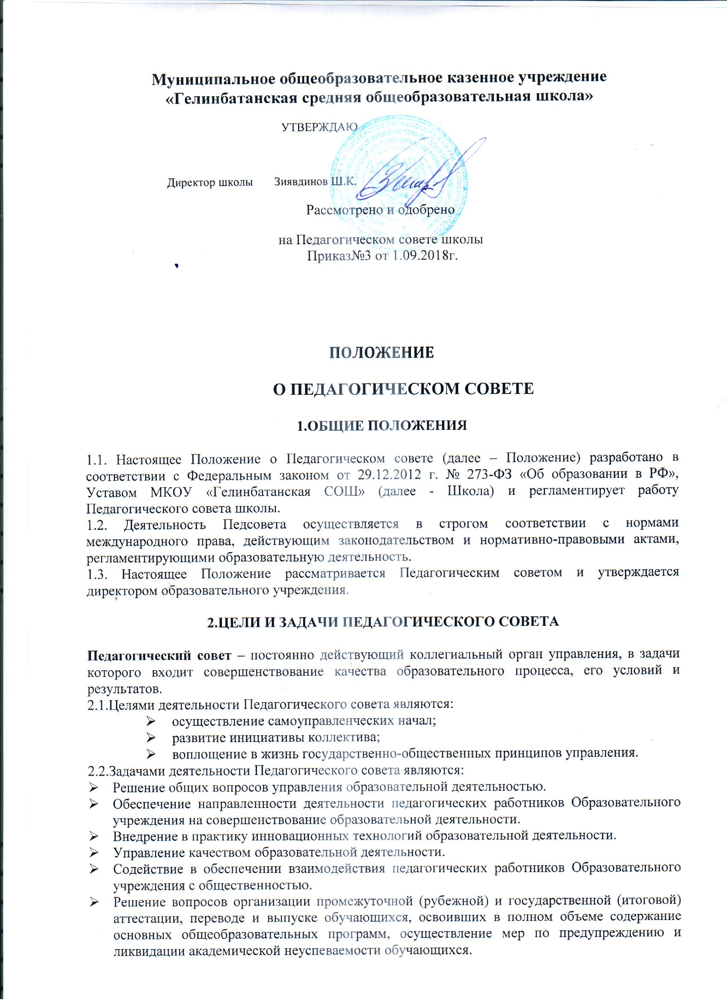 Муниципальное общеобразовательное казенное учреждение
«Гелинбатанская средняя общеобразовательная школа»
УТВЕРЖДАЮ
Директор школы Зиявдинов Ш.К.
Рассмотрено и одобрено
на Педагогическом совете школы
Приказ№3 от 1.09.2018г.
ПОЛОЖЕНИЕ
О ПЕДАГОГИЧЕСКОМ СОВЕТЕ
1.ОБЩИЕ ПОЛОЖЕНИЯ
1.1. Настоящее Положение о Педагогическом совете (далее – Положение) разработано в
соответствии с Федеральным законом от 29.12.2012 г. № 273-ФЗ «Об образовании в РФ»,
Уставом МКОУ «Гелинбатанская СОШ» (далее - Школа) и регламентирует работу
Педагогического совета школы.
1.2. Деятельность Педсовета осуществляется в строгом соответствии с нормами
международного права, действующим законодательством и нормативно-правовыми актами,
регламентирующими образовательную деятельность.
1.3. Настоящее Положение рассматривается Педагогическим советом и утверждается
директором образовательного учреждения.
2.ЦЕЛИ И ЗАДАЧИ ПЕДАГОГИЧЕСКОГО СОВЕТА
Педагогический совет – постоянно действующий коллегиальный орган управления, в задачи
которого входит совершенствование качества образовательного процесса, его условий и
результатов.
2.1.Целями деятельности Педагогического совета являются:
➢ осуществление самоуправленческих начал;
➢ развитие инициативы коллектива;
➢ воплощение в жизнь государственно-общественных принципов управления.
2.2.Задачами деятельности Педагогического совета являются:
➢ Решение общих вопросов управления образовательной деятельностью.
➢ Обеспечение направленности деятельности педагогических работников Образовательного
учреждения на совершенствование образовательной деятельности.
➢ Внедрение в практику инновационных технологий образовательной деятельности.
➢ Управление качеством образовательной деятельности.
➢ Содействие в обеспечении взаимодействия педагогических работников Образовательного
учреждения с общественностью.
➢ Решение вопросов организации промежуточной (рубежной) и государственной (итоговой)
аттестации, переводе и выпуске обучающихся, освоивших в полном объеме содержание
основных общеобразовательных программ, осуществление мер по предупреждению и
ликвидации академической неуспеваемости обучающихся.